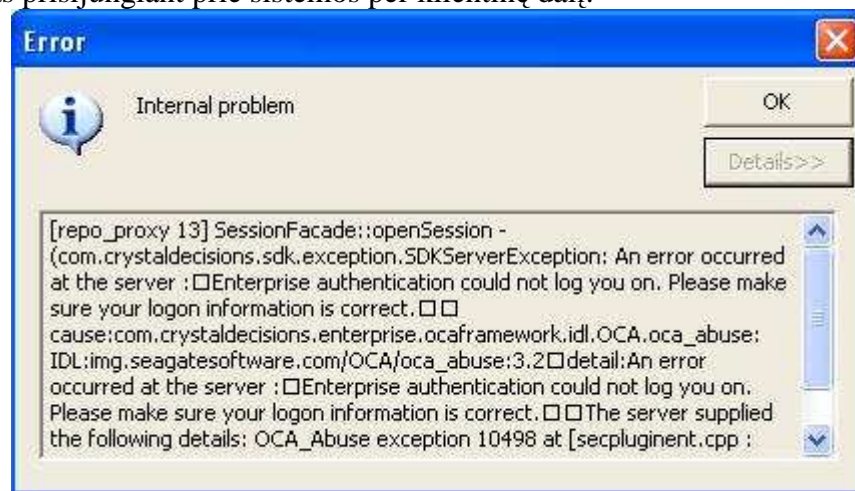 prisijungiant prie sistemos per klientinę dalį.
Error
Internal problem
OK
Details>>
[repo_proxy 13] SessionFacade::openSession -
(com.crystaldecisions.sdk.exception.SDKServerException: An error occurred
at the server :□Enterprise authentication could not log you on. Please make
sure your logon information is correct.□□
cause:com.crystaldecisions.enterprise.ocaframework.idl.OCA.oca_abuse:
IDL:img.seagatesoftware.com/OCA/oca_abuse:3.2□detail:An error
occurred at the server :□Enterprise authentication could not log you on.
Please make sure your logon information is correct.□□The server supplied
the following details: OCA_Abuse exception 10498 at [secpluginent.cpp :